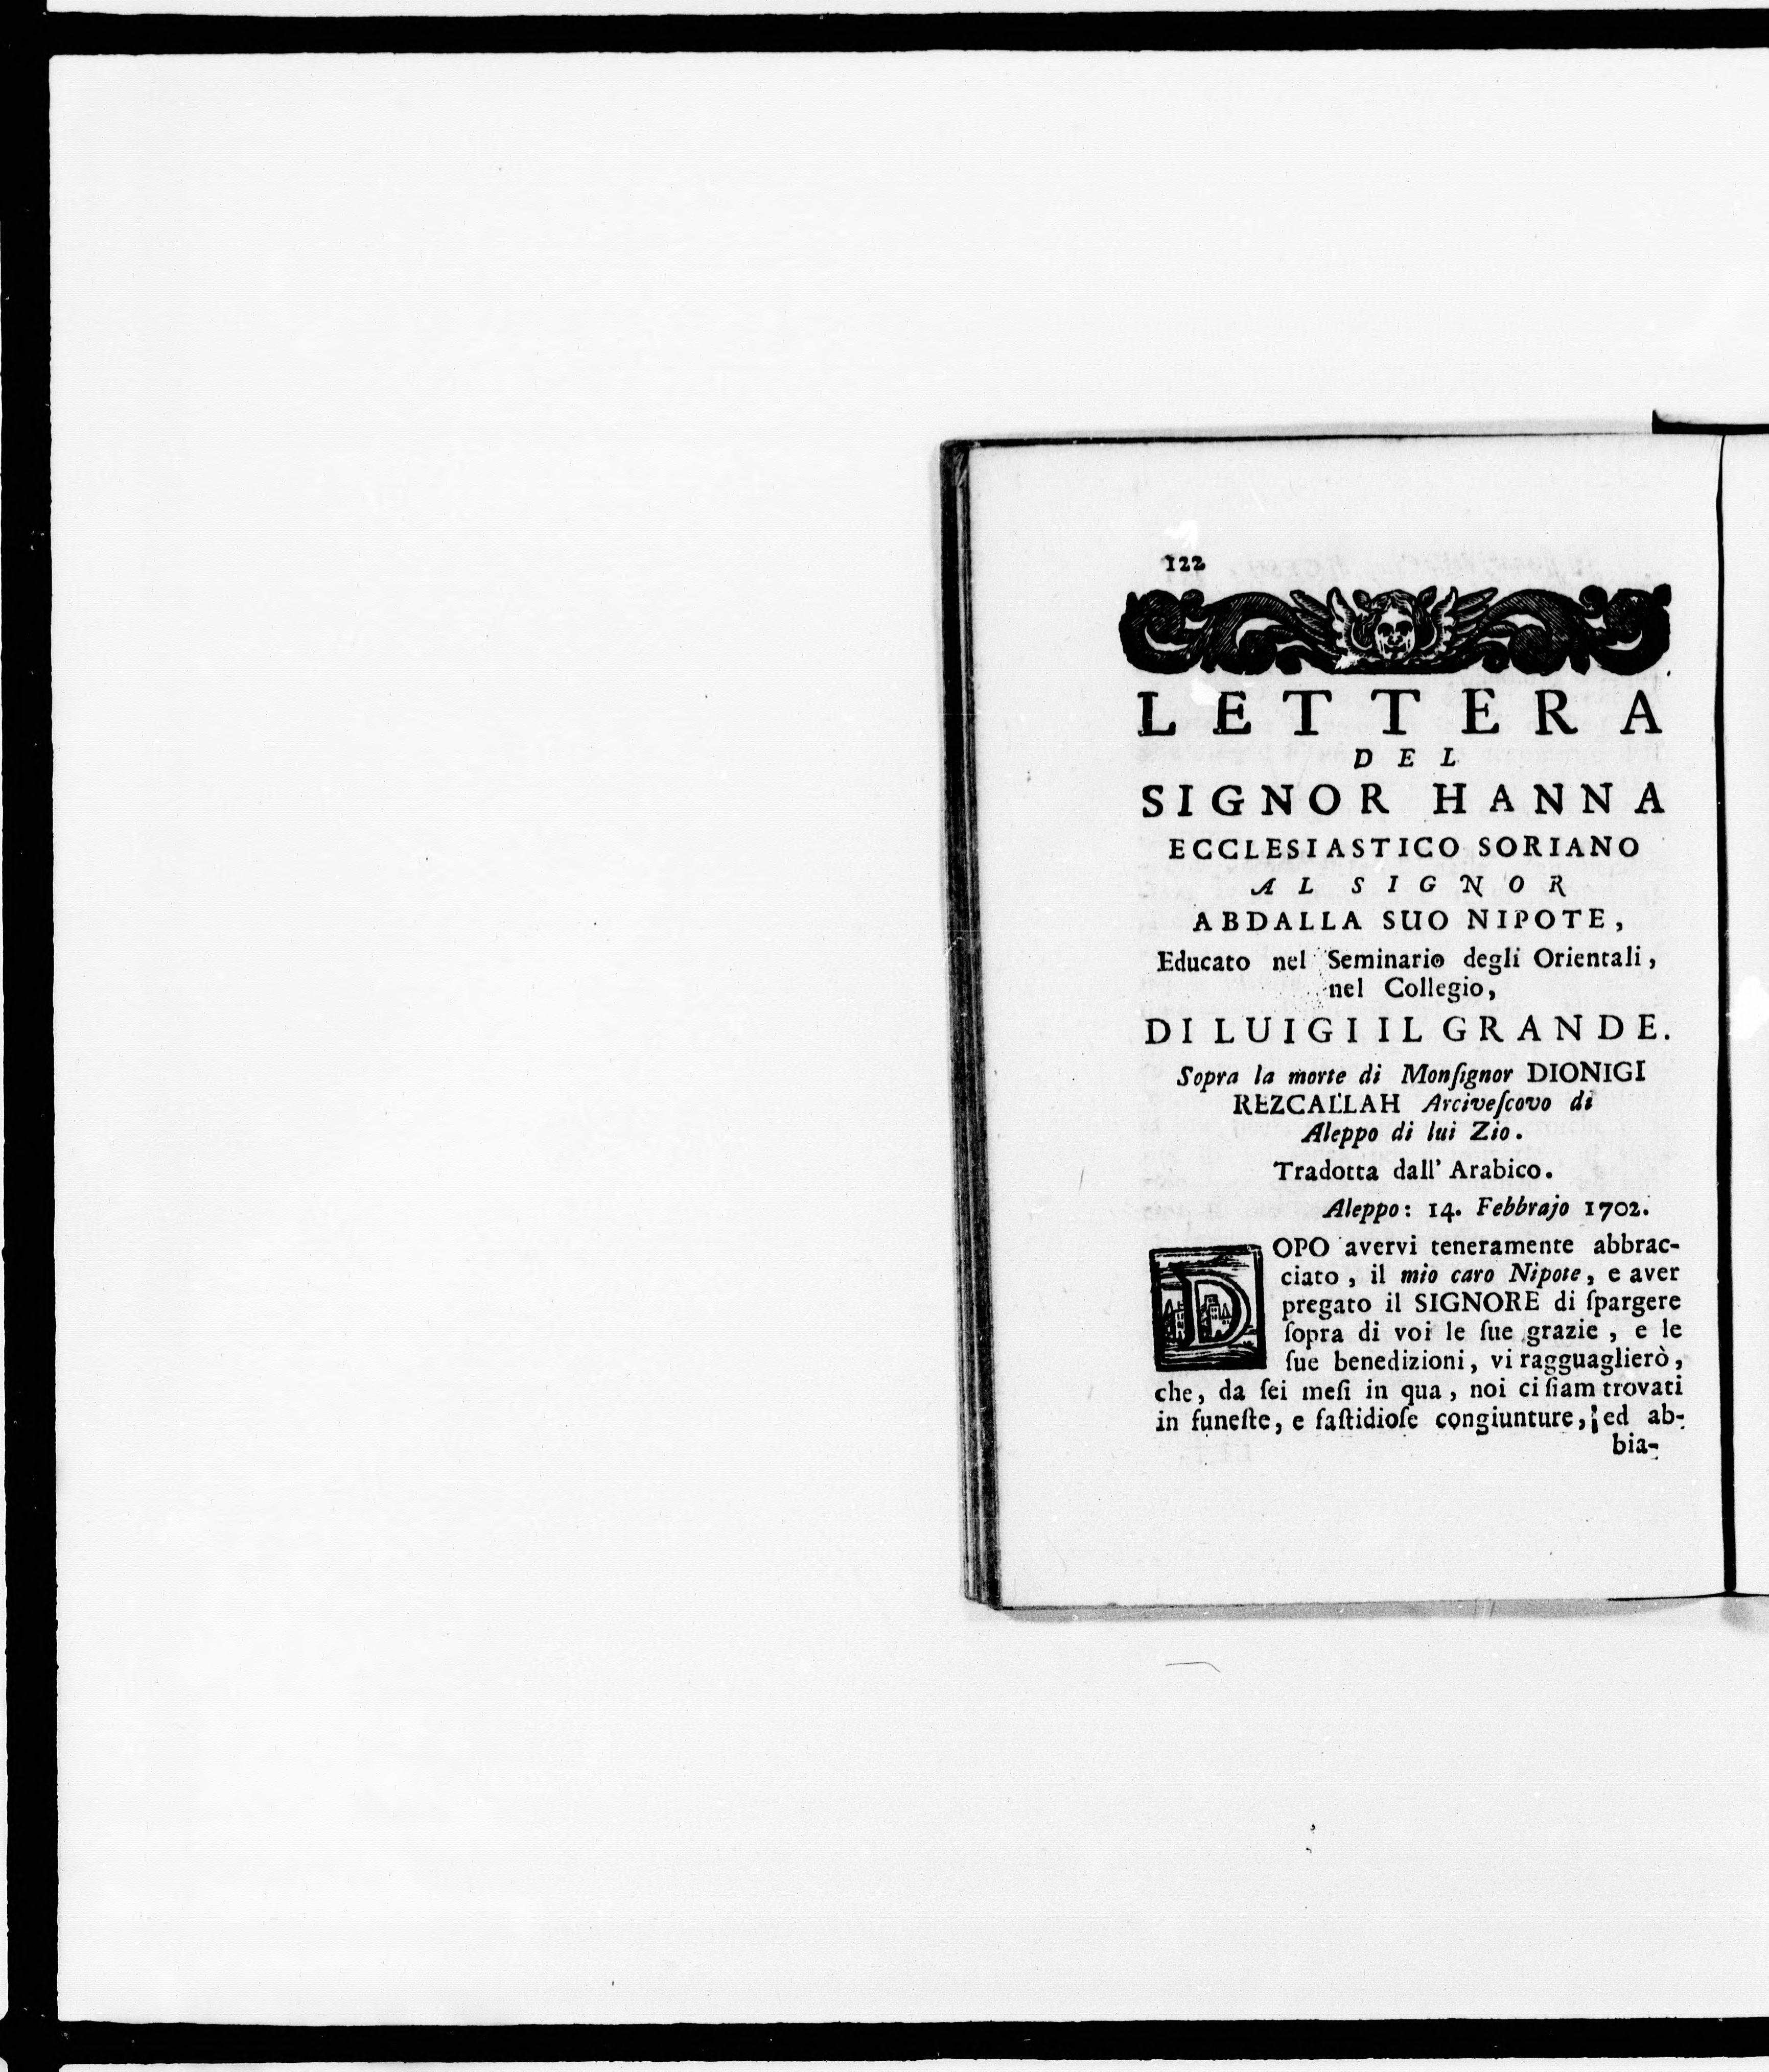 122
LETTERA
DEL
SIGNOR HANNA
ECCLESIASTICO SORIANO
AL SIGNOR
ABDALLA SUO NIPOTE,
Educato nel Seminario degli Orientali,
nel Collegio,
DI LUIGI IL GRANDE.
Sopra la morte di Monſignor DIONIGI
REZCALLAH Arciveſcovo di
Aleppo di lui Zio.
Tradotta dall' Arabico.
Aleppo: 14. Febbrajo 1702.
DOPO avervi teneramente abbrac-
ciato, il mio caro Nipote, e aver
pregato il SIGNORE di ſpargere
ſopra di voi le ſue grazie, e le
ſue benedizioni, vi ragguaglierò,
che, da ſei meſi in qua, noi ci ſiam trovati
in funeſte, e faſtidioſe congiunture, ed ab-
bia-